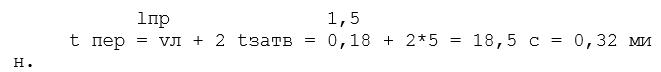 lпр 1,5
t пер = vл + 2 tзатв = 0,18 + 2*5 = 18,5 с = 0,32 ми
н.